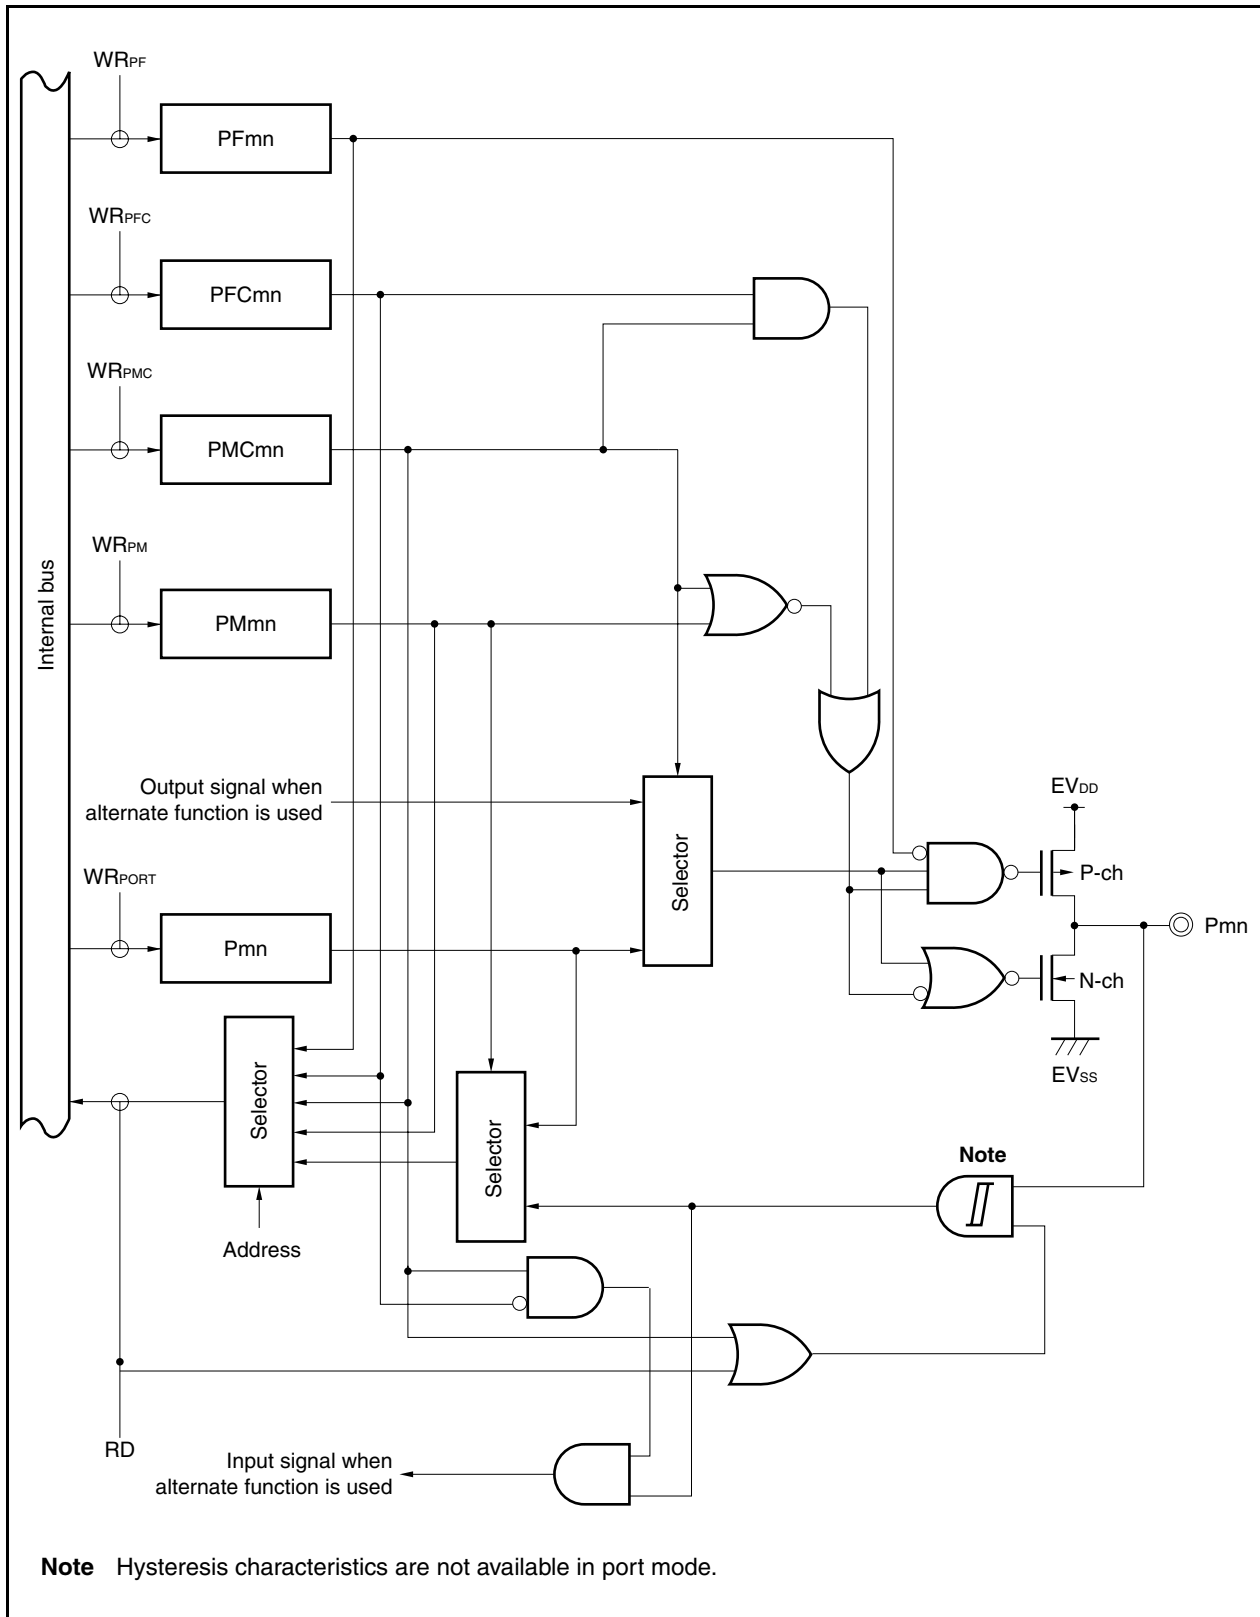 WRPF
PFmn
WRPFC
PFCmn
WRPMC
PMCmn
WRPM
PMmn
Internal bus
Output signal when
alternate function is used
Selector
EVDD
P-ch
WRPORT
Pmn
Pmn
N-ch
EVSS
Selector
Selector
Note
Address
RD
Input signal when
alternate function is used
Note Hysteresis characteristics are not available in port mode.